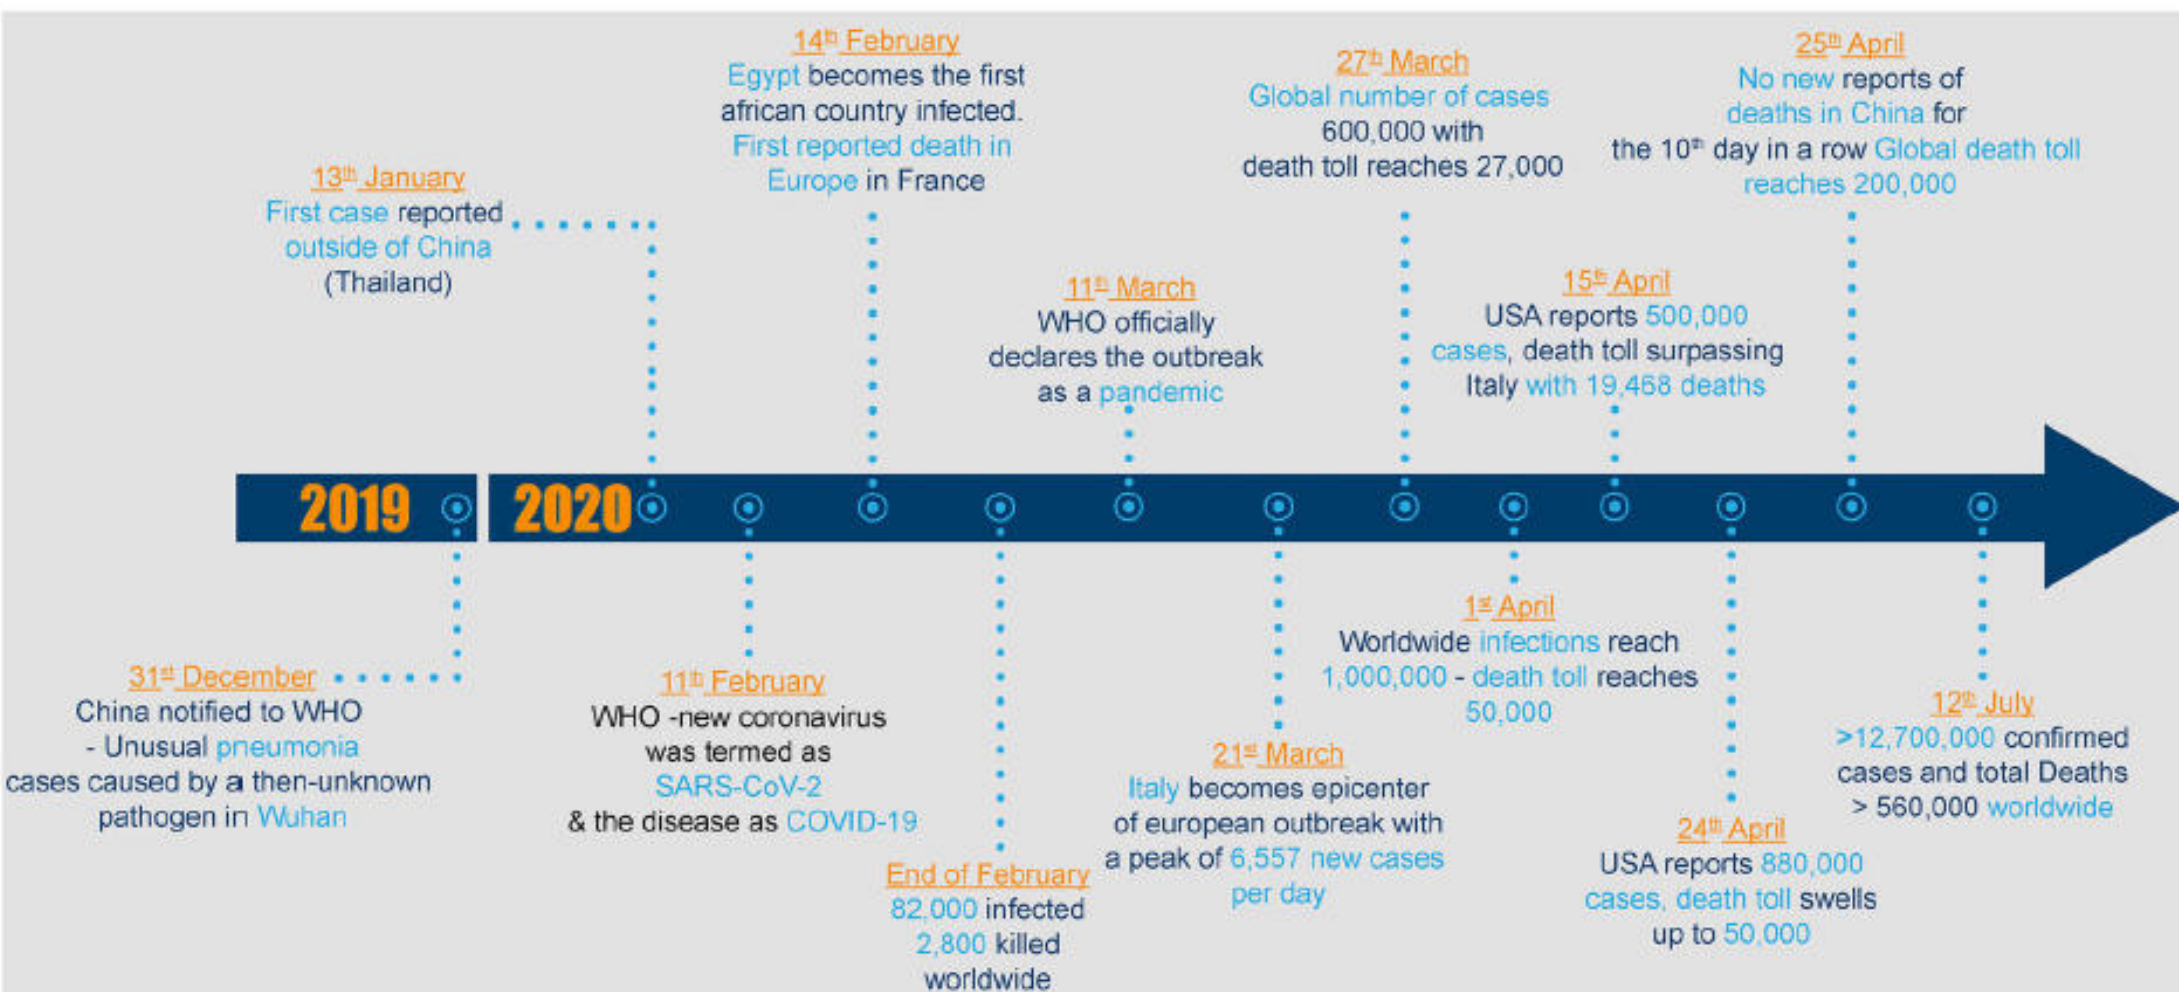 31st December
China notified to WHO
- Unusual pneumonia
cases caused by a then-unknown
pathogen in Wuhan
2019
2020
13th January
First case reported
outside of China
(Thailand)
11th February
WHO -new coronavirus
was termed as
SARS-CoV-2
& the disease as COVID-19
14th February
Egypt becomes the first
african country infected.
First reported death in
Europe in France
End of February
82,000 infected
2,800 killed
worldwide
11th March
WHO officially
declares the outbreak
as a pandemic
21st March
Italy becomes epicenter
of european outbreak with
a peak of 6,557 new cases
per day
27th March
Global number of cases
600,000 with
death toll reaches 27,000
1st April
Worldwide infections reach
1,000,000 - death toll reaches
50,000
15th April
USA reports 500,000
cases, death toll surpassing
Italy with 19,468 deaths
24th April
USA reports 880,000
cases, death toll swells
up to 50,000
25th April
No new reports of
deaths in China for
the 10th day in a row Global death toll
reaches 200,000
12th July
>12,700,000 confirmed
cases and total Deaths
> 560,000 worldwide